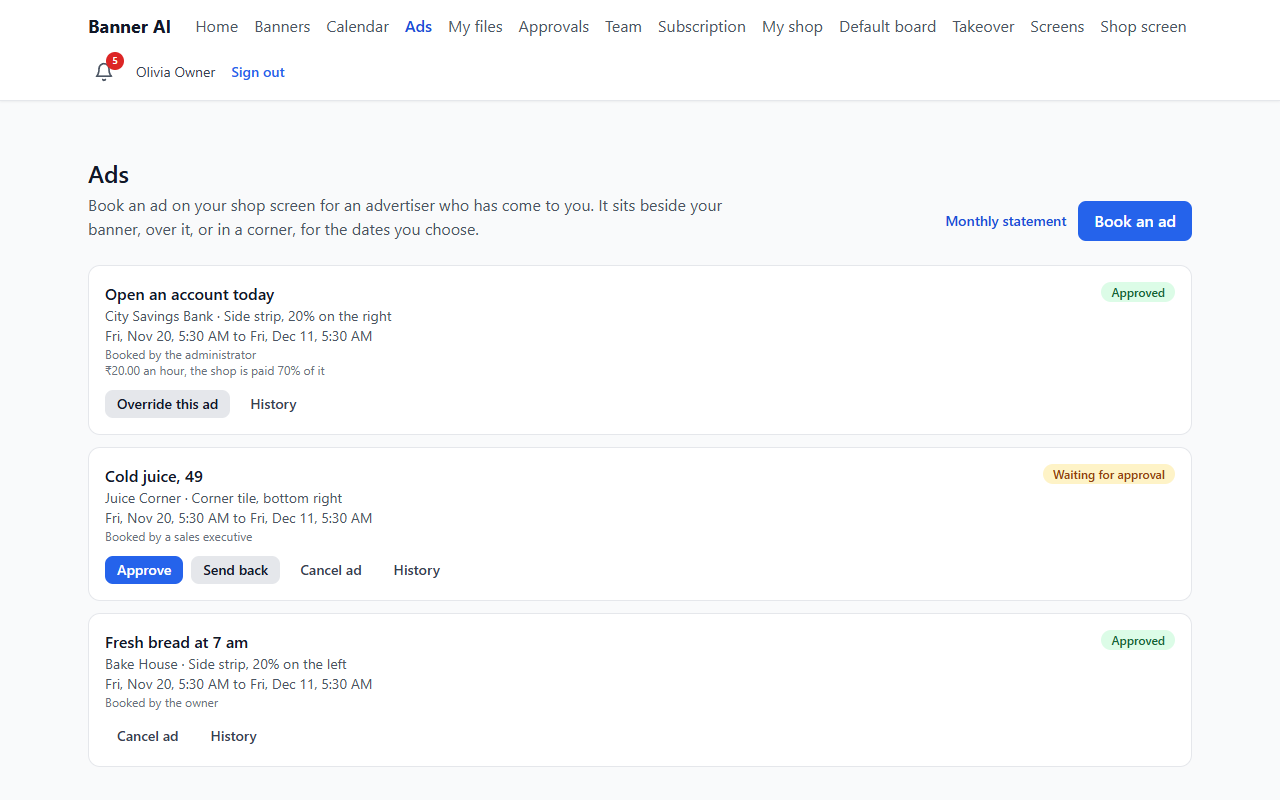 Banner AI Home Banners Calendar Ads My files Approvals Team Subscription My shop Default board Takeover Screens Shop screen
5 Olivia Owner Sign out
Ads
Book an ad on your shop screen for an advertiser who has come to you. It sits beside your
banner, over it, or in a corner, for the dates you choose.
Monthly statement Book an ad
Open an account today Approved
City Savings Bank · Side strip, 20% on the right
Fri, Nov 20, 5:30 AM to Fri, Dec 11, 5:30 AM
Booked by the administrator
₹20.00 an hour, the shop is paid 70% of it
Override this ad History
Cold juice, 49 Waiting for approval
Juice Corner · Corner tile, bottom right
Fri, Nov 20, 5:30 AM to Fri, Dec 11, 5:30 AM
Booked by a sales executive
Approve Send back Cancel ad History
Fresh bread at 7 am Approved
Bake House · Side strip, 20% on the left
Fri, Nov 20, 5:30 AM to Fri, Dec 11, 5:30 AM
Booked by the owner
Cancel ad History